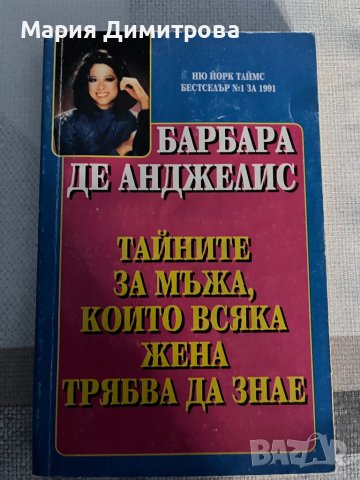 Мария Димитрова
НЮ ЙОРК ТАЙМС
БЕСТСЕЛЪР №1 ЗА 1991
БАРБАРА
ДЕ АНДЖЕЛИС
ТАЙНИТЕ
ЗА МЪЖА,
КОИТО ВСЯКА
ЖЕНА
ТРЯБВА ДА ЗНАЕ
BAZAR